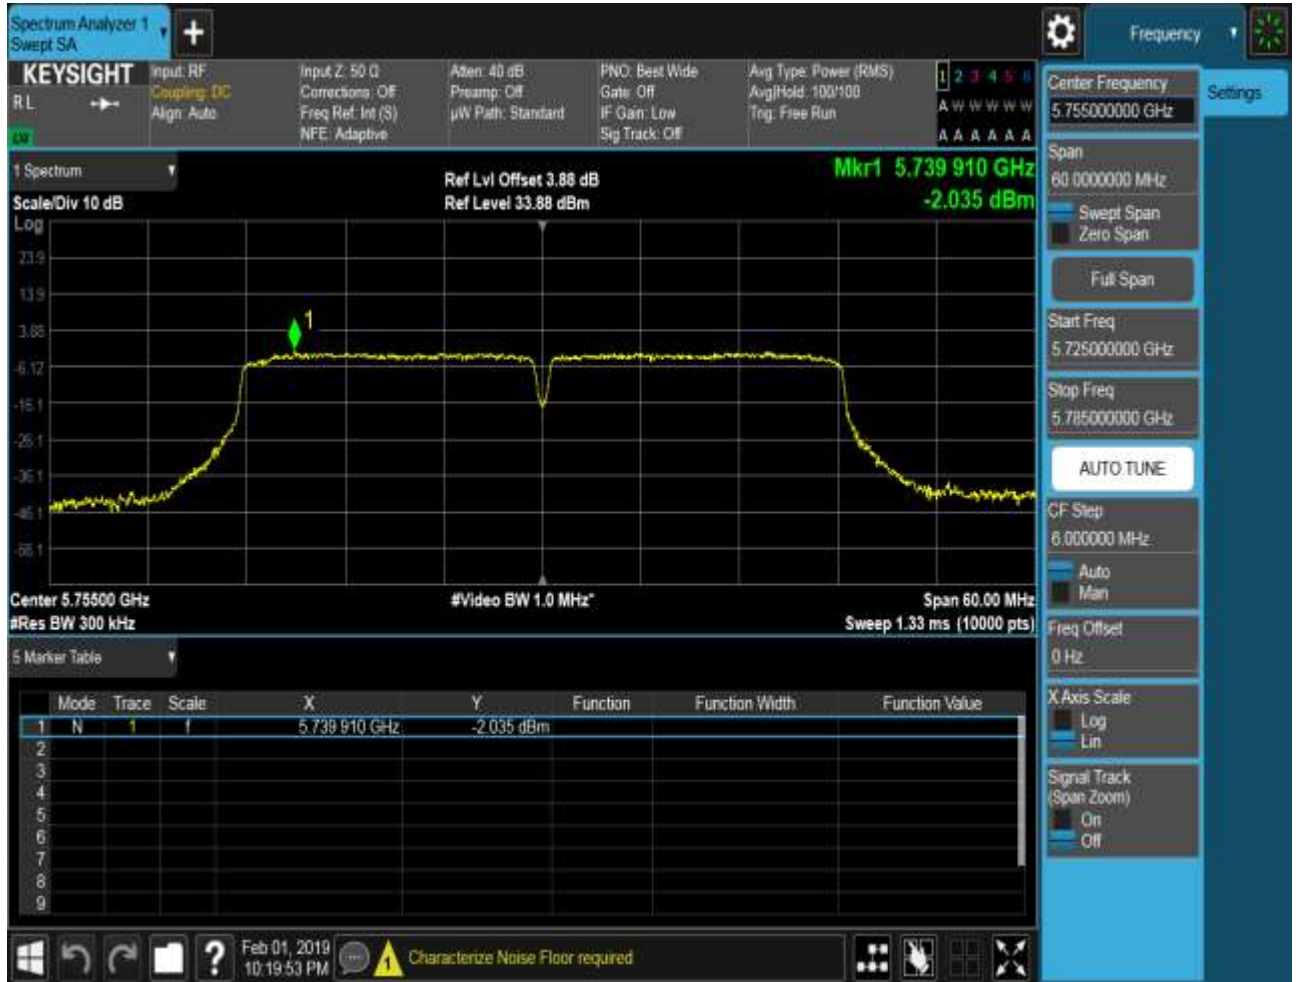 Spectrum Analyzer 1
Swept SA
+
Frequency
KEYSIGHT
RL
Input: RF
Coupling: DC
Align: Auto
Input Z: 50 Ω
Corrections: Off
Freq Ref: Int (S)
NFE: Adaptive
Atten: 40 dB
Preamp: Off
µW Path: Standard
PNO: Best Wide
Gate: Off
IF Gain: Low
Sig Track: Off
Avg Type: Power (RMS)
Avg|Hold: 100/100
Trig: Free Run
1 2 3 4 5 6
A W W W W W
A A A A A A
1 Spectrum
Scale/Div 10 dB
Ref Lvl Offset 3.88 dB
Ref Level 33.88 dBm
Mkr1 5.739 910 GHz
-2.035 dBm
Log
23.9
13.9
3.88
-6.12
-16.1
-26.1
-36.1
-46.1
-56.1
1
Center 5.75500 GHz
#Res BW 300 kHz
#Video BW 1.0 MHz*
Span 60.00 MHz
Sweep 1.33 ms (10000 pts)
5 Marker Table
Mode Trace Scale X Y Function Function Width Function Value
1 N 1 f 5.739 910 GHz -2.035 dBm
2
3
4
5
6
7
8
9
Feb 01, 2019
10:19:53 PM
1
Characterize Noise Floor required
?
Center Frequency
5.755000000 GHz
Settings
Span
60.0000000 MHz
Swept Span
Zero Span
Full Span
Start Freq
5.725000000 GHz
Stop Freq
5.785000000 GHz
AUTO TUNE
CF Step
6.000000 MHz
Auto
Man
Freq Offset
0 Hz
X Axis Scale
Log
Lin
Signal Track
(Span Zoom)
On
Off